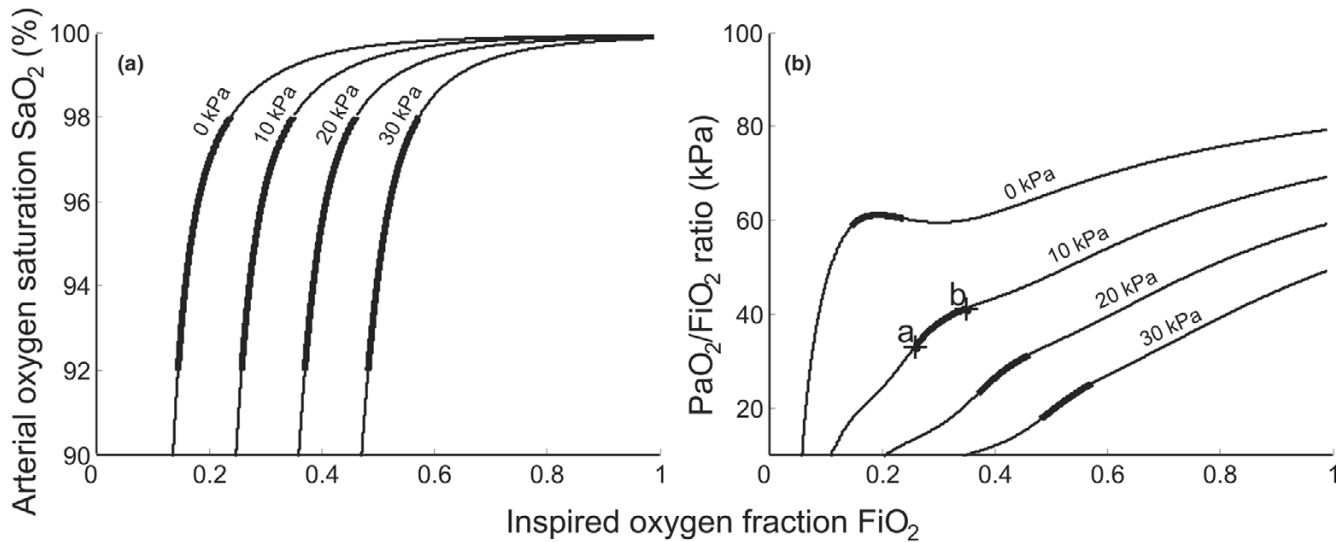 Arterial oxygen saturation SaO₂ (%)
100
98
96
94
92
90
(a)
0 kPa
10 kPa
20 kPa
30 kPa
0
0.2
0.4
0.6
0.8
1
PaO₂/FiO₂ ratio (kPa)
100
80
60
40
20
(b)
0 kPa
10 kPa
20 kPa
30 kPa
a
b
0
0.2
0.4
0.6
0.8
1
Inspired oxygen fraction FiO₂